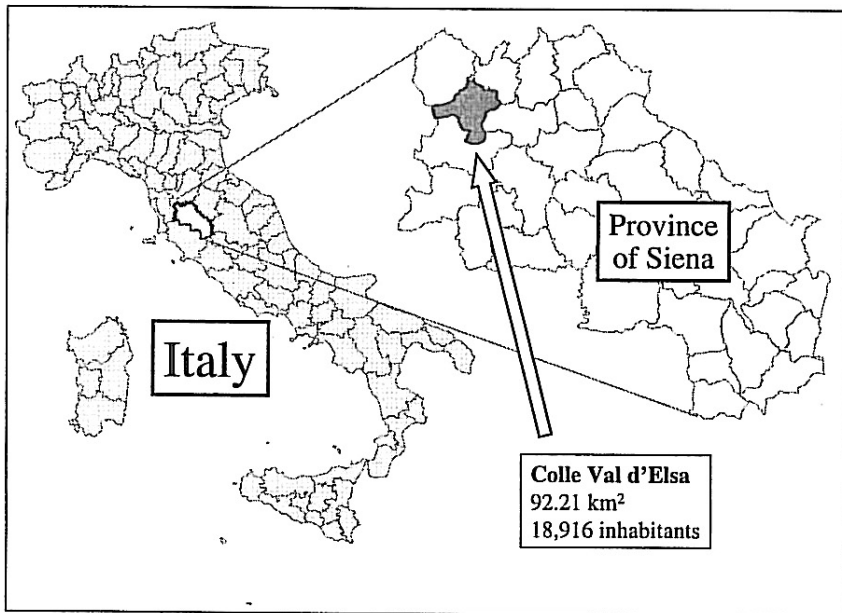 Province
of Siena
Italy
Colle Val d'Elsa
92.21 km²
18,916 inhabitants